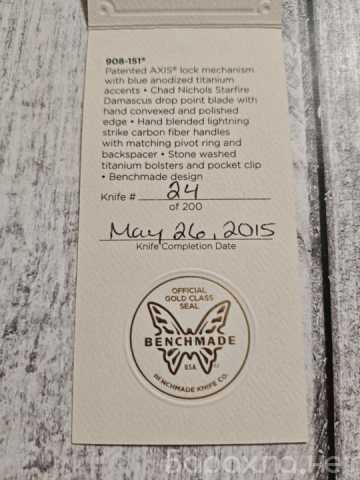 908-151®
Patented AXIS® lock mechanism
with blue anodized titanium
accents • Chad Nichols Starfire
Damascus drop point blade with
hand convexed and polished
edge • Hand blended lightning
strike carbon fiber handles
with matching pivot ring and
backspacer • Stone washed
titanium bolsters and pocket clip
• Benchmade design
Knife # 24
of 200
May 26, 2015
Knife Completion Date
OFFICIAL
GOLD CLASS
SEAL
BENCHMADE
USA
BENCHMADE KNIFE CO.
барахла.нет